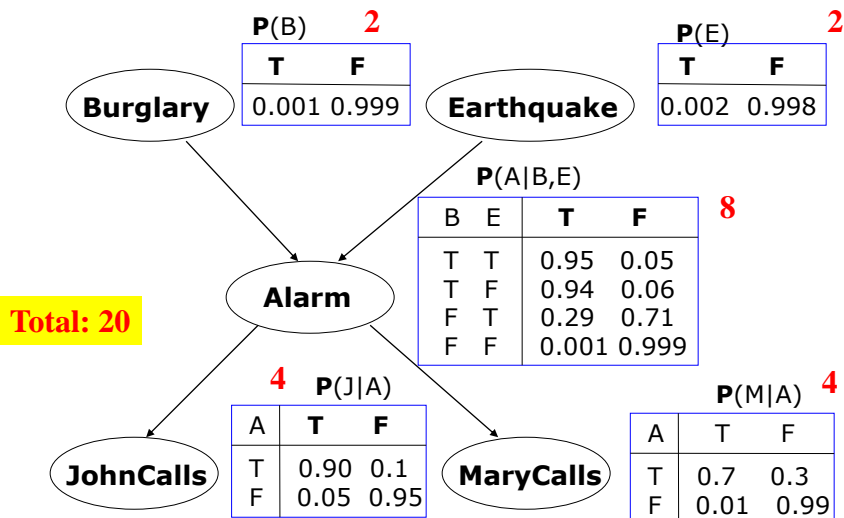 P(B) 2
T F
0.001 0.999
Burglary
P(E) 2
T F
0.002 0.998
Earthquake
P(A|B,E) 8
B E T F
T T 0.95 0.05
T F 0.94 0.06
F T 0.29 0.71
F F 0.001 0.999
Alarm
Total: 20
4 P(J|A)
A T F
T 0.90 0.1
F 0.05 0.95
JohnCalls
P(M|A) 4
A T F
T 0.7 0.3
F 0.01 0.99
MaryCalls